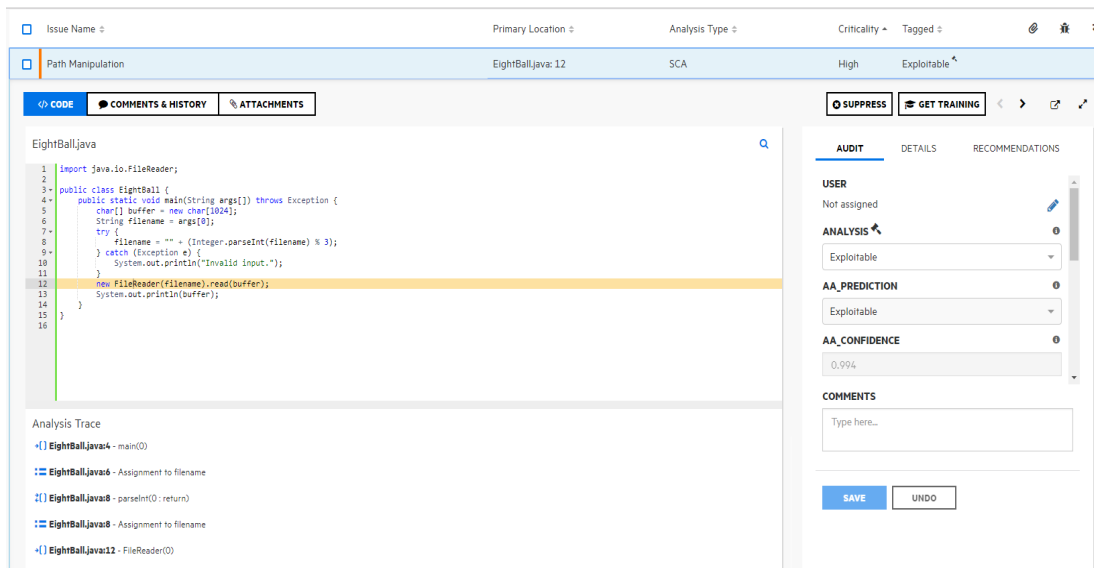 Issue Name Primary Location Analysis Type Criticality Tagged
Path Manipulation EightBall.java: 12 SCA High Exploitable
</> CODE COMMENTS & HISTORY ATTACHMENTS SUPPRESS GET TRAINING
EightBall.java
1 import java.io.FileReader;
2
3 public class EightBall {
4 public static void main(String args[]) throws Exception {
5 char[] buffer = new char[1024];
6 String filename = args[0];
7 try {
8 filename = "" + (Integer.parseInt(filename) % 3);
9 } catch (Exception e) {
10 System.out.println("Invalid input.");
11 }
12 new FileReader(filename).read(buffer);
13 System.out.println(buffer);
14 }
15 }
16
Analysis Trace
EightBall.java:4 - main(0)
EightBall.java:6 - Assignment to filename
EightBall.java:8 - parseInt(0 : return)
EightBall.java:8 - Assignment to filename
EightBall.java:12 - FileReader(0)
AUDIT DETAILS RECOMMENDATIONS
USER
Not assigned
ANALYSIS
Exploitable
AA_PREDICTION
Exploitable
AA_CONFIDENCE
0.994
COMMENTS
Type here...
SAVE UNDO